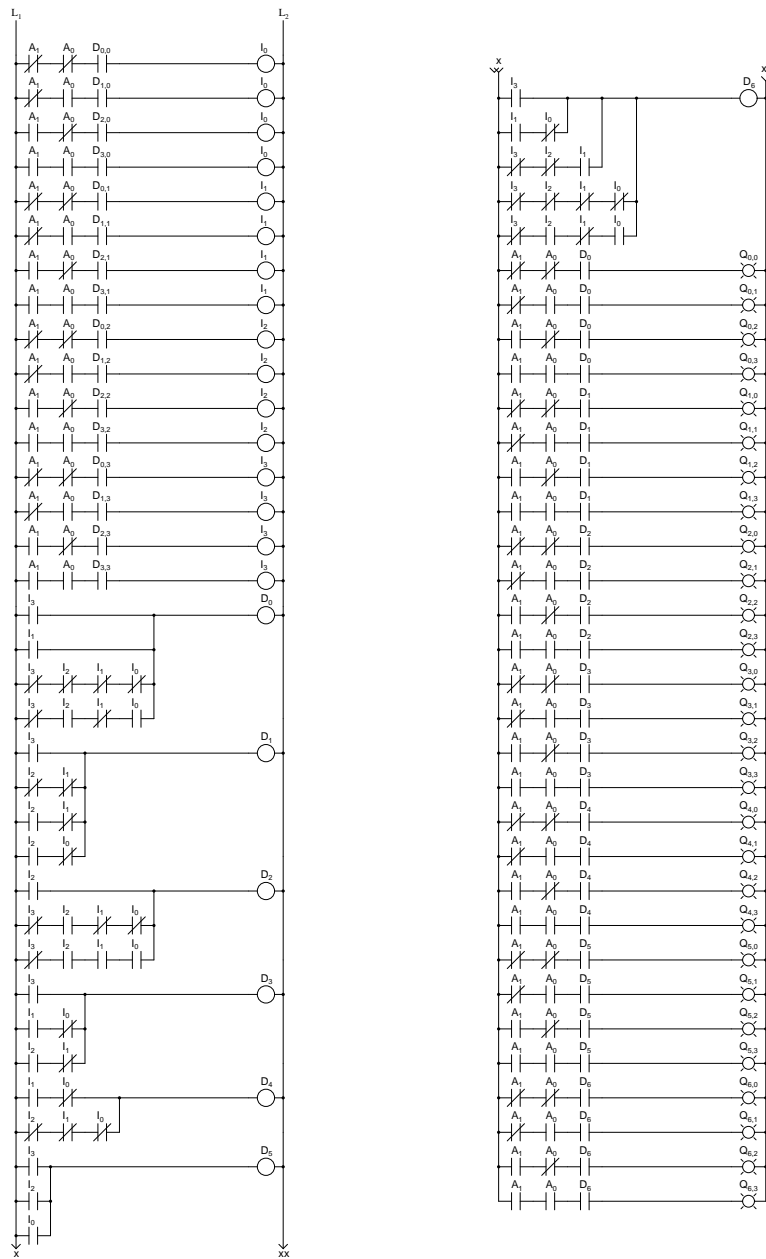 L₁ L₂
A₁ A₀ D₀,₀ I₀
A₁ A₀ D₁,₀ I₀
A₁ A₀ D₂,₀ I₀
A₁ A₀ D₃,₀ I₀
A₁ A₀ D₀,₁ I₁
A₁ A₀ D₁,₁ I₁
A₁ A₀ D₂,₁ I₁
A₁ A₀ D₃,₁ I₁
A₁ A₀ D₀,₂ I₂
A₁ A₀ D₁,₂ I₂
A₁ A₀ D₂,₂ I₂
A₁ A₀ D₃,₂ I₂
A₁ A₀ D₀,₃ I₃
A₁ A₀ D₁,₃ I₃
A₁ A₀ D₂,₃ I₃
A₁ A₀ D₃,₃ I₃
I₃ D₀
I₁
I₃ I₂ I₁ I₀
I₃ I₂ I₁ I₀
I₃ D₁
I₂ I₁
I₂ I₁
I₂ I₀
I₂ D₂
I₃ I₂ I₁ I₀
I₃ I₂ I₁ I₀
I₃ D₃
I₁ I₀
I₂ I₁
I₁ I₀ D₄
I₂ I₁ I₀
I₃ D₅
I₂
I₀
x xx
x x
I₃ D₆
I₁ I₀
I₃ I₂ I₁
I₃ I₂ I₁ I₀
I₃ I₂ I₁ I₀
A₁ A₀ D₀ Q₀,₀
A₁ A₀ D₀ Q₀,₁
A₁ A₀ D₀ Q₀,₂
A₁ A₀ D₀ Q₀,₃
A₁ A₀ D₁ Q₁,₀
A₁ A₀ D₁ Q₁,₁
A₁ A₀ D₁ Q₁,₂
A₁ A₀ D₁ Q₁,₃
A₁ A₀ D₂ Q₂,₀
A₁ A₀ D₂ Q₂,₁
A₁ A₀ D₂ Q₂,₂
A₁ A₀ D₂ Q₂,₃
A₁ A₀ D₃ Q₃,₀
A₁ A₀ D₃ Q₃,₁
A₁ A₀ D₃ Q₃,₂
A₁ A₀ D₃ Q₃,₃
A₁ A₀ D₄ Q₄,₀
A₁ A₀ D₄ Q₄,₁
A₁ A₀ D₄ Q₄,₂
A₁ A₀ D₄ Q₄,₃
A₁ A₀ D₅ Q₅,₀
A₁ A₀ D₅ Q₅,₁
A₁ A₀ D₅ Q₅,₂
A₁ A₀ D₅ Q₅,₃
A₁ A₀ D₆ Q₆,₀
A₁ A₀ D₆ Q₆,₁
A₁ A₀ D₆ Q₆,₂
A₁ A₀ D₆ Q₆,₃